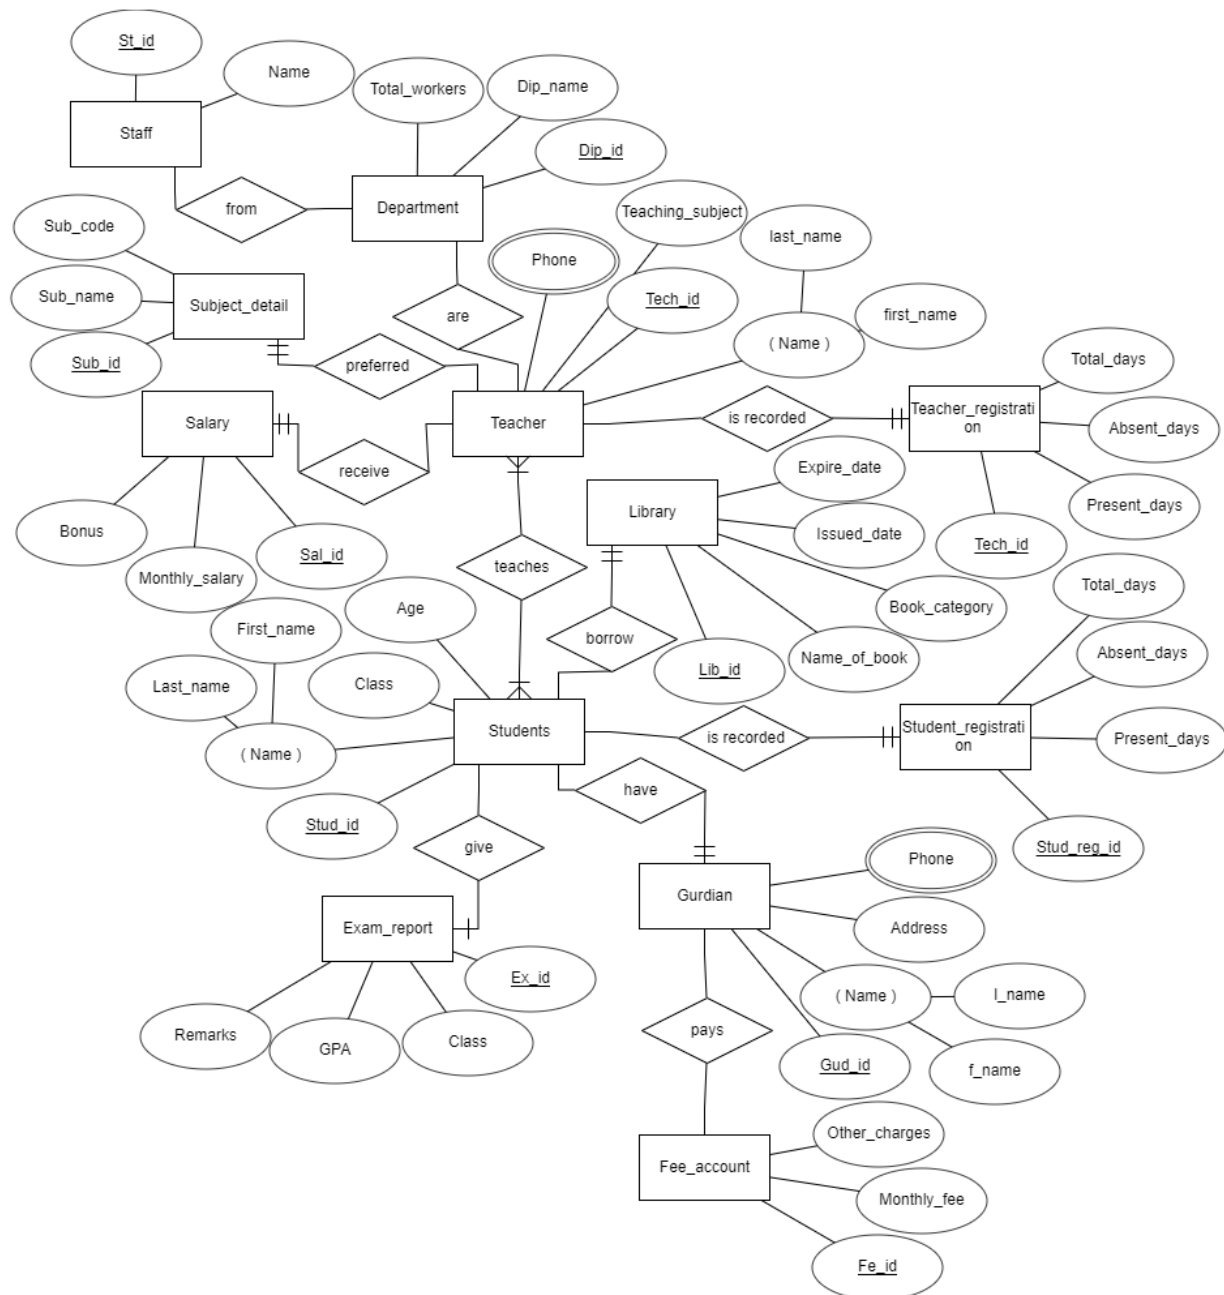 St_id
Name
Total_workers
Dip_name
Staff
Dip_id
Department
from
Teaching_subject
Sub_code
last_name
Phone
Sub_name
Subject_detail
Tech_id
first_name
are
( Name )
Sub_id
preferred
Total_days
Teacher_registrati
on
Salary
Teacher
is recorded
Absent_days
receive
Expire_date
Library
Present_days
Bonus
Issued_date
Sal_id
Tech_id
teaches
Monthly_salary
Total_days
Age
Book_category
First_name
borrow
Absent_days
Name_of_book
Lib_id
Last_name
Class
Students
is recorded
Student_registrati
on
Present_days
( Name )
have
Stud_id
give
Stud_reg_id
Phone
Gurdian
Exam_report
Address
Ex_id
( Name )
l_name
Remarks
GPA
Class
pays
Gud_id
f_name
Other_charges
Fee_account
Monthly_fee
Fe_id